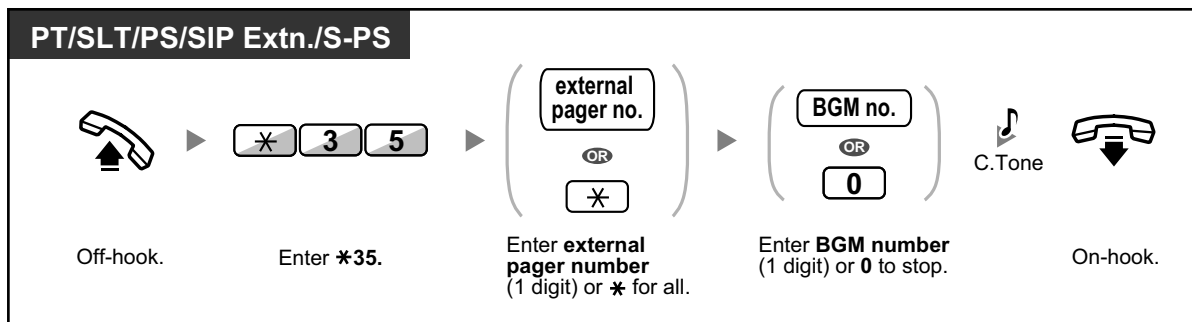 PT/SLT/PS/SIP Extn./S-PS
external
pager no.
OR
*
* 3 5
BGM no.
OR
0
C.Tone
Off-hook.
Enter *35.
Enter external
pager number
(1 digit) or * for all.
Enter BGM number
(1 digit) or 0 to stop.
On-hook.